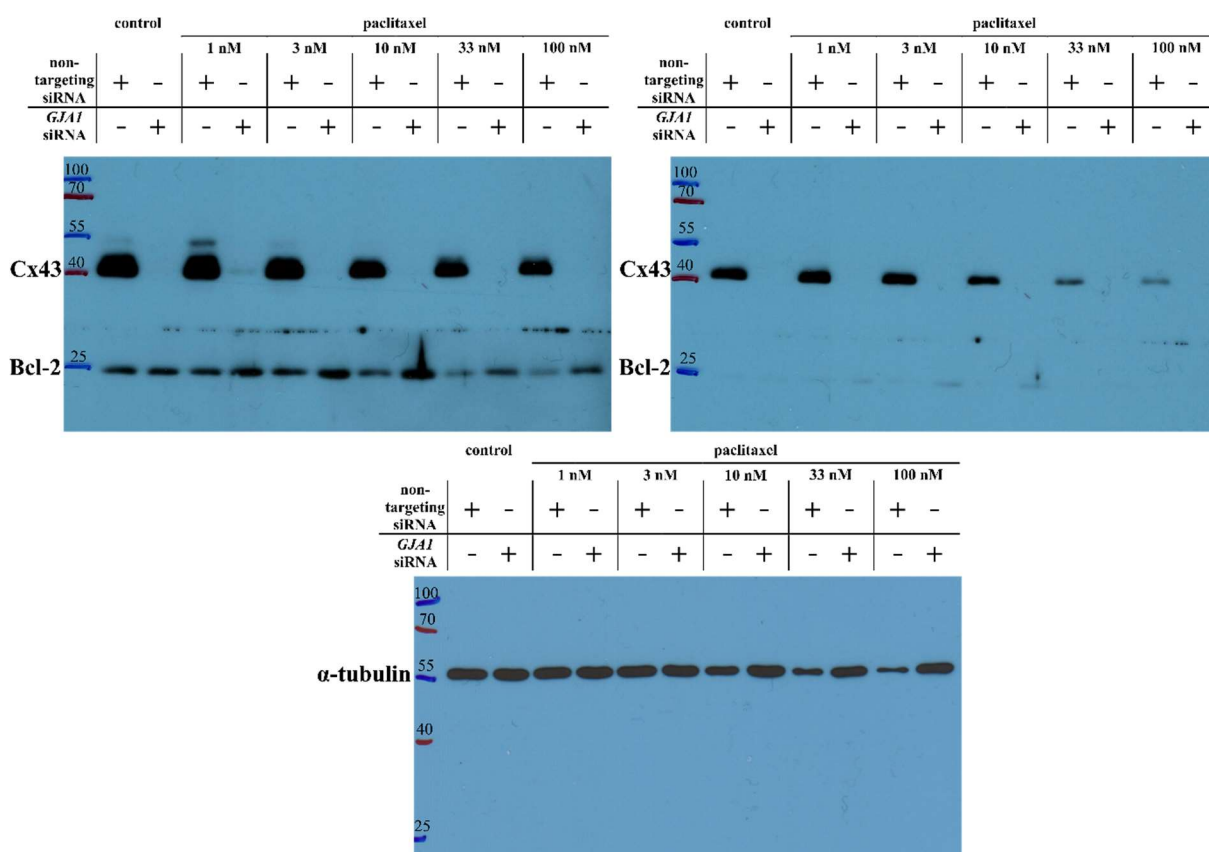 control paclitaxel
1 nM 3 nM 10 nM 33 nM 100 nM
non-
targeting
siRNA
+ – + – + – + – + – + –
GJA1
siRNA
– + – + – + – + – + – +
100
70
55
Cx43 40
Bcl-2 25
control paclitaxel
1 nM 3 nM 10 nM 33 nM 100 nM
non-
targeting
siRNA
+ – + – + – + – + – + –
GJA1
siRNA
– + – + – + – + – + – +
100
70
55
Cx43 40
Bcl-2 25
control paclitaxel
1 nM 3 nM 10 nM 33 nM 100 nM
non-
targeting
siRNA
+ – + – + – + – + – + –
GJA1
siRNA
– + – + – + – + – + – +
100
70
α-tubulin 55
40
25